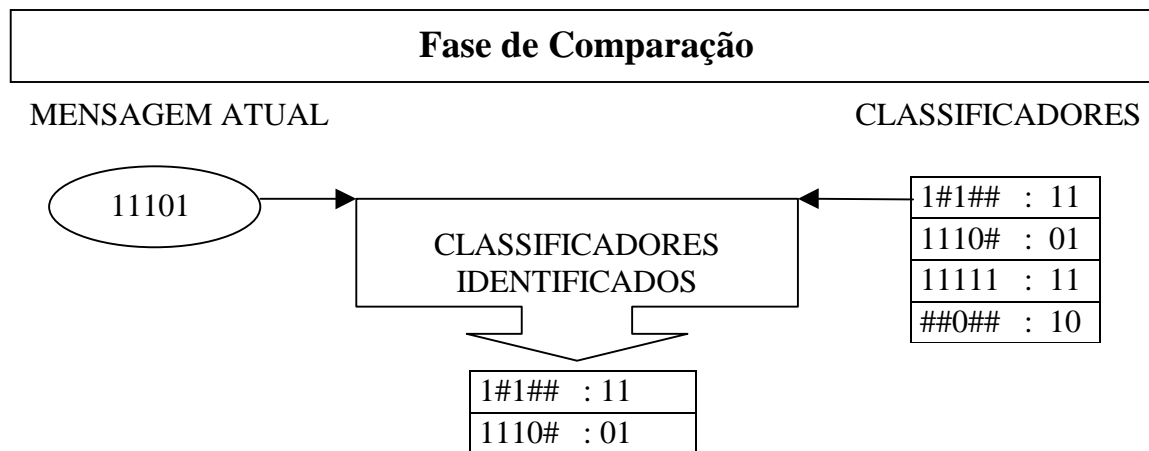 Fase de Comparação
MENSAGEM ATUAL
CLASSIFICADORES
11101
1#1## : 11
1110# : 01
11111 : 11
##0## : 10
CLASSIFICADORES
IDENTIFICADOS
1#1## : 11
1110# : 01